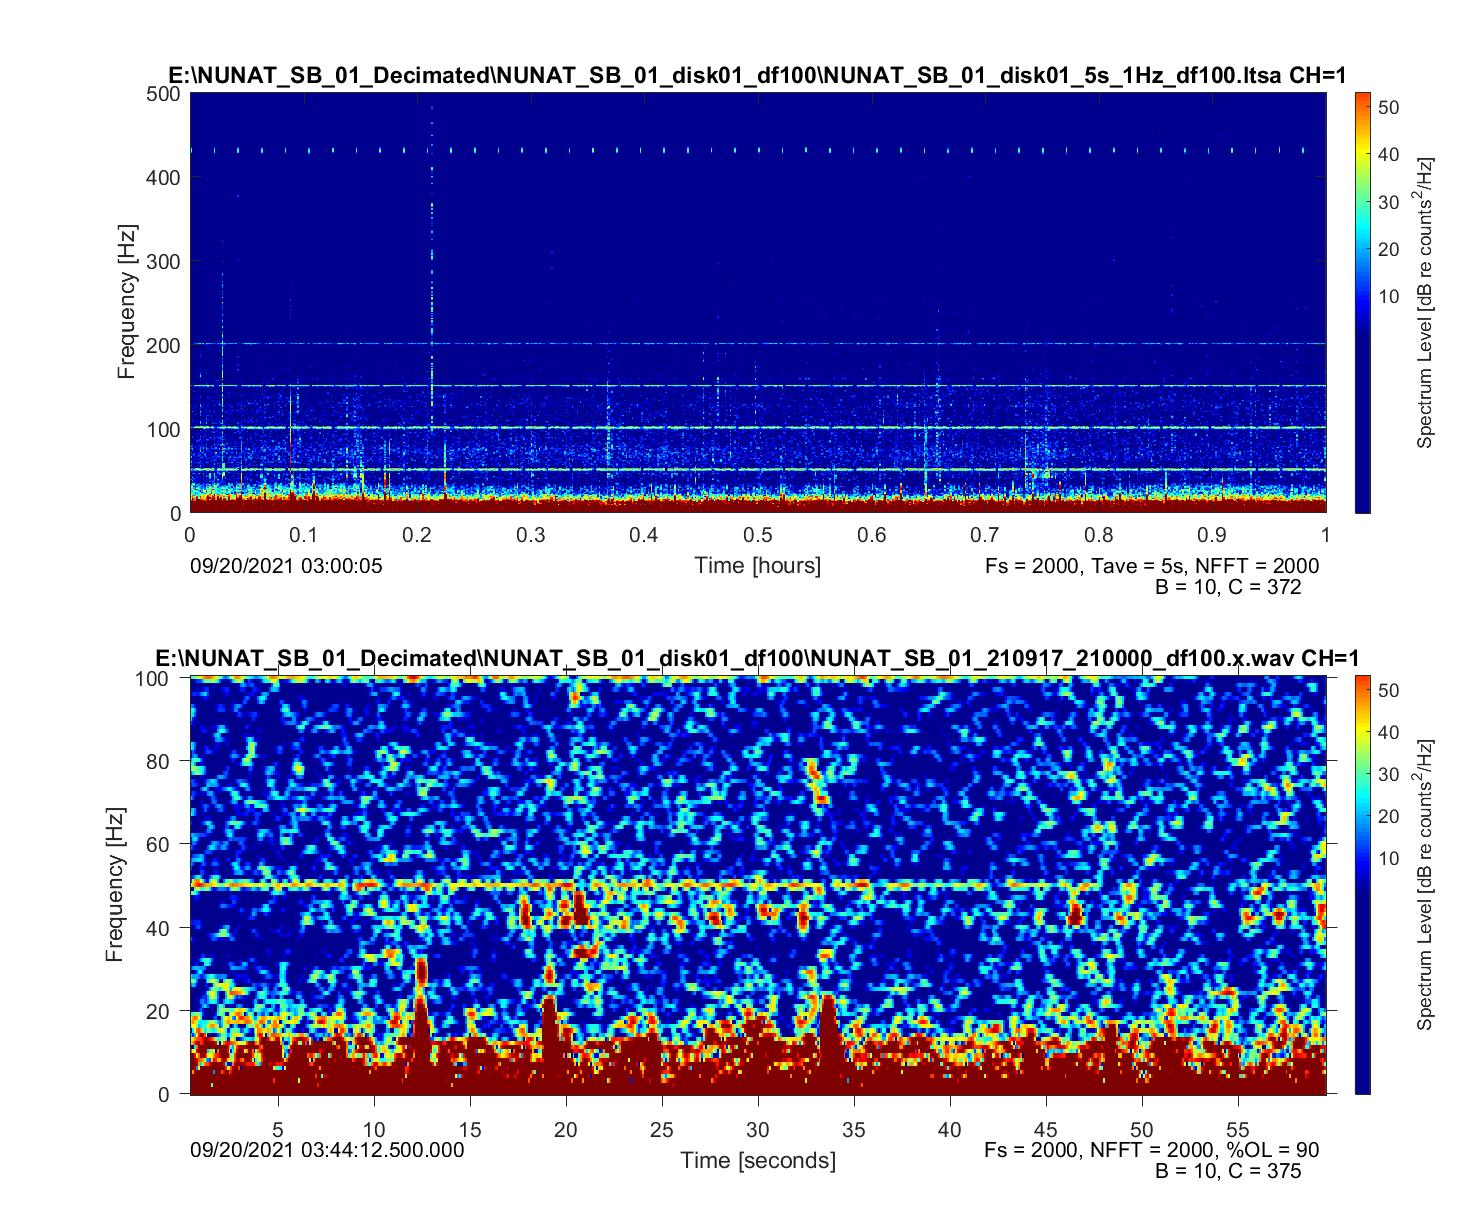 E:\NUNAT_SB_01_Decimated\NUNAT_SB_01_disk01_df100\NUNAT_SB_01_disk01_5s_1Hz_df100.ltsa CH=1
500
400
300
200
100
0
Frequency [Hz]
0 0.1 0.2 0.3 0.4 0.5 0.6 0.7 0.8 0.9 1
Time [hours]
09/20/2021 03:00:05
Fs = 2000, Tave = 5s, NFFT = 2000
B = 10, C = 372
50
40
30
20
10
Spectrum Level [dB re counts²/Hz]
E:\NUNAT_SB_01_Decimated\NUNAT_SB_01_disk01_df100\NUNAT_SB_01_210917_210000_df100.x.wav CH=1
100
80
60
40
20
0
Frequency [Hz]
5 10 15 20 25 30 35 40 45 50 55
Time [seconds]
09/20/2021 03:44:12.500.000
Fs = 2000, NFFT = 2000, %OL = 90
B = 10, C = 375
50
40
30
20
10
Spectrum Level [dB re counts²/Hz]